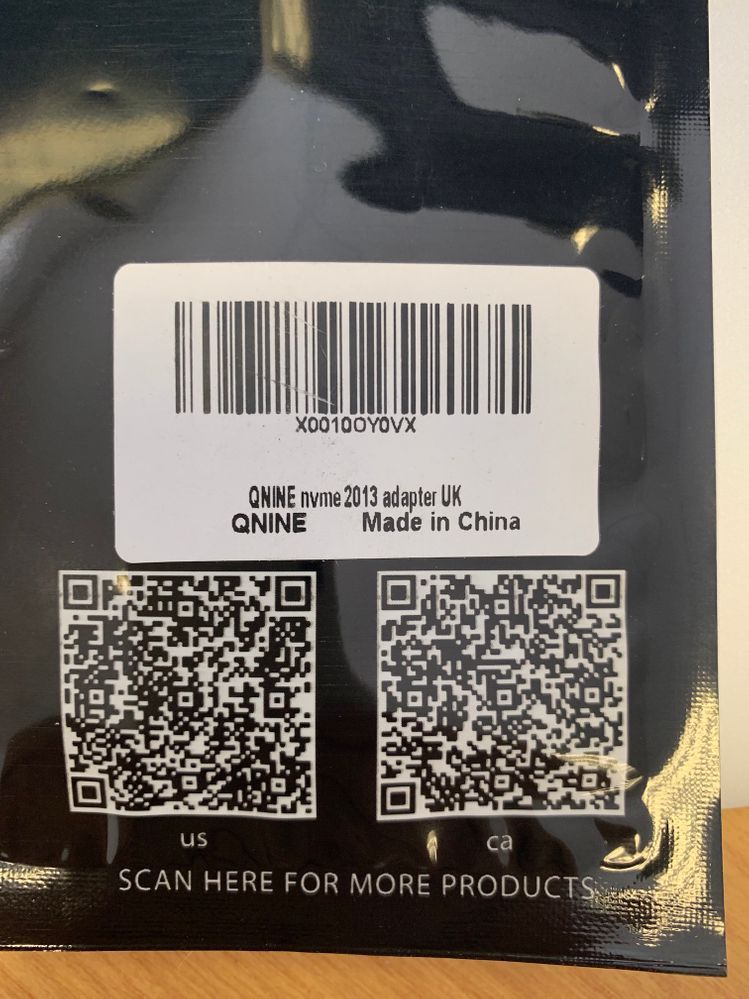 X00100Y0VX
QNINE nvme 2013 adapter UK
QNINE Made in China
us ca
SCAN HERE FOR MORE PRODUCTS